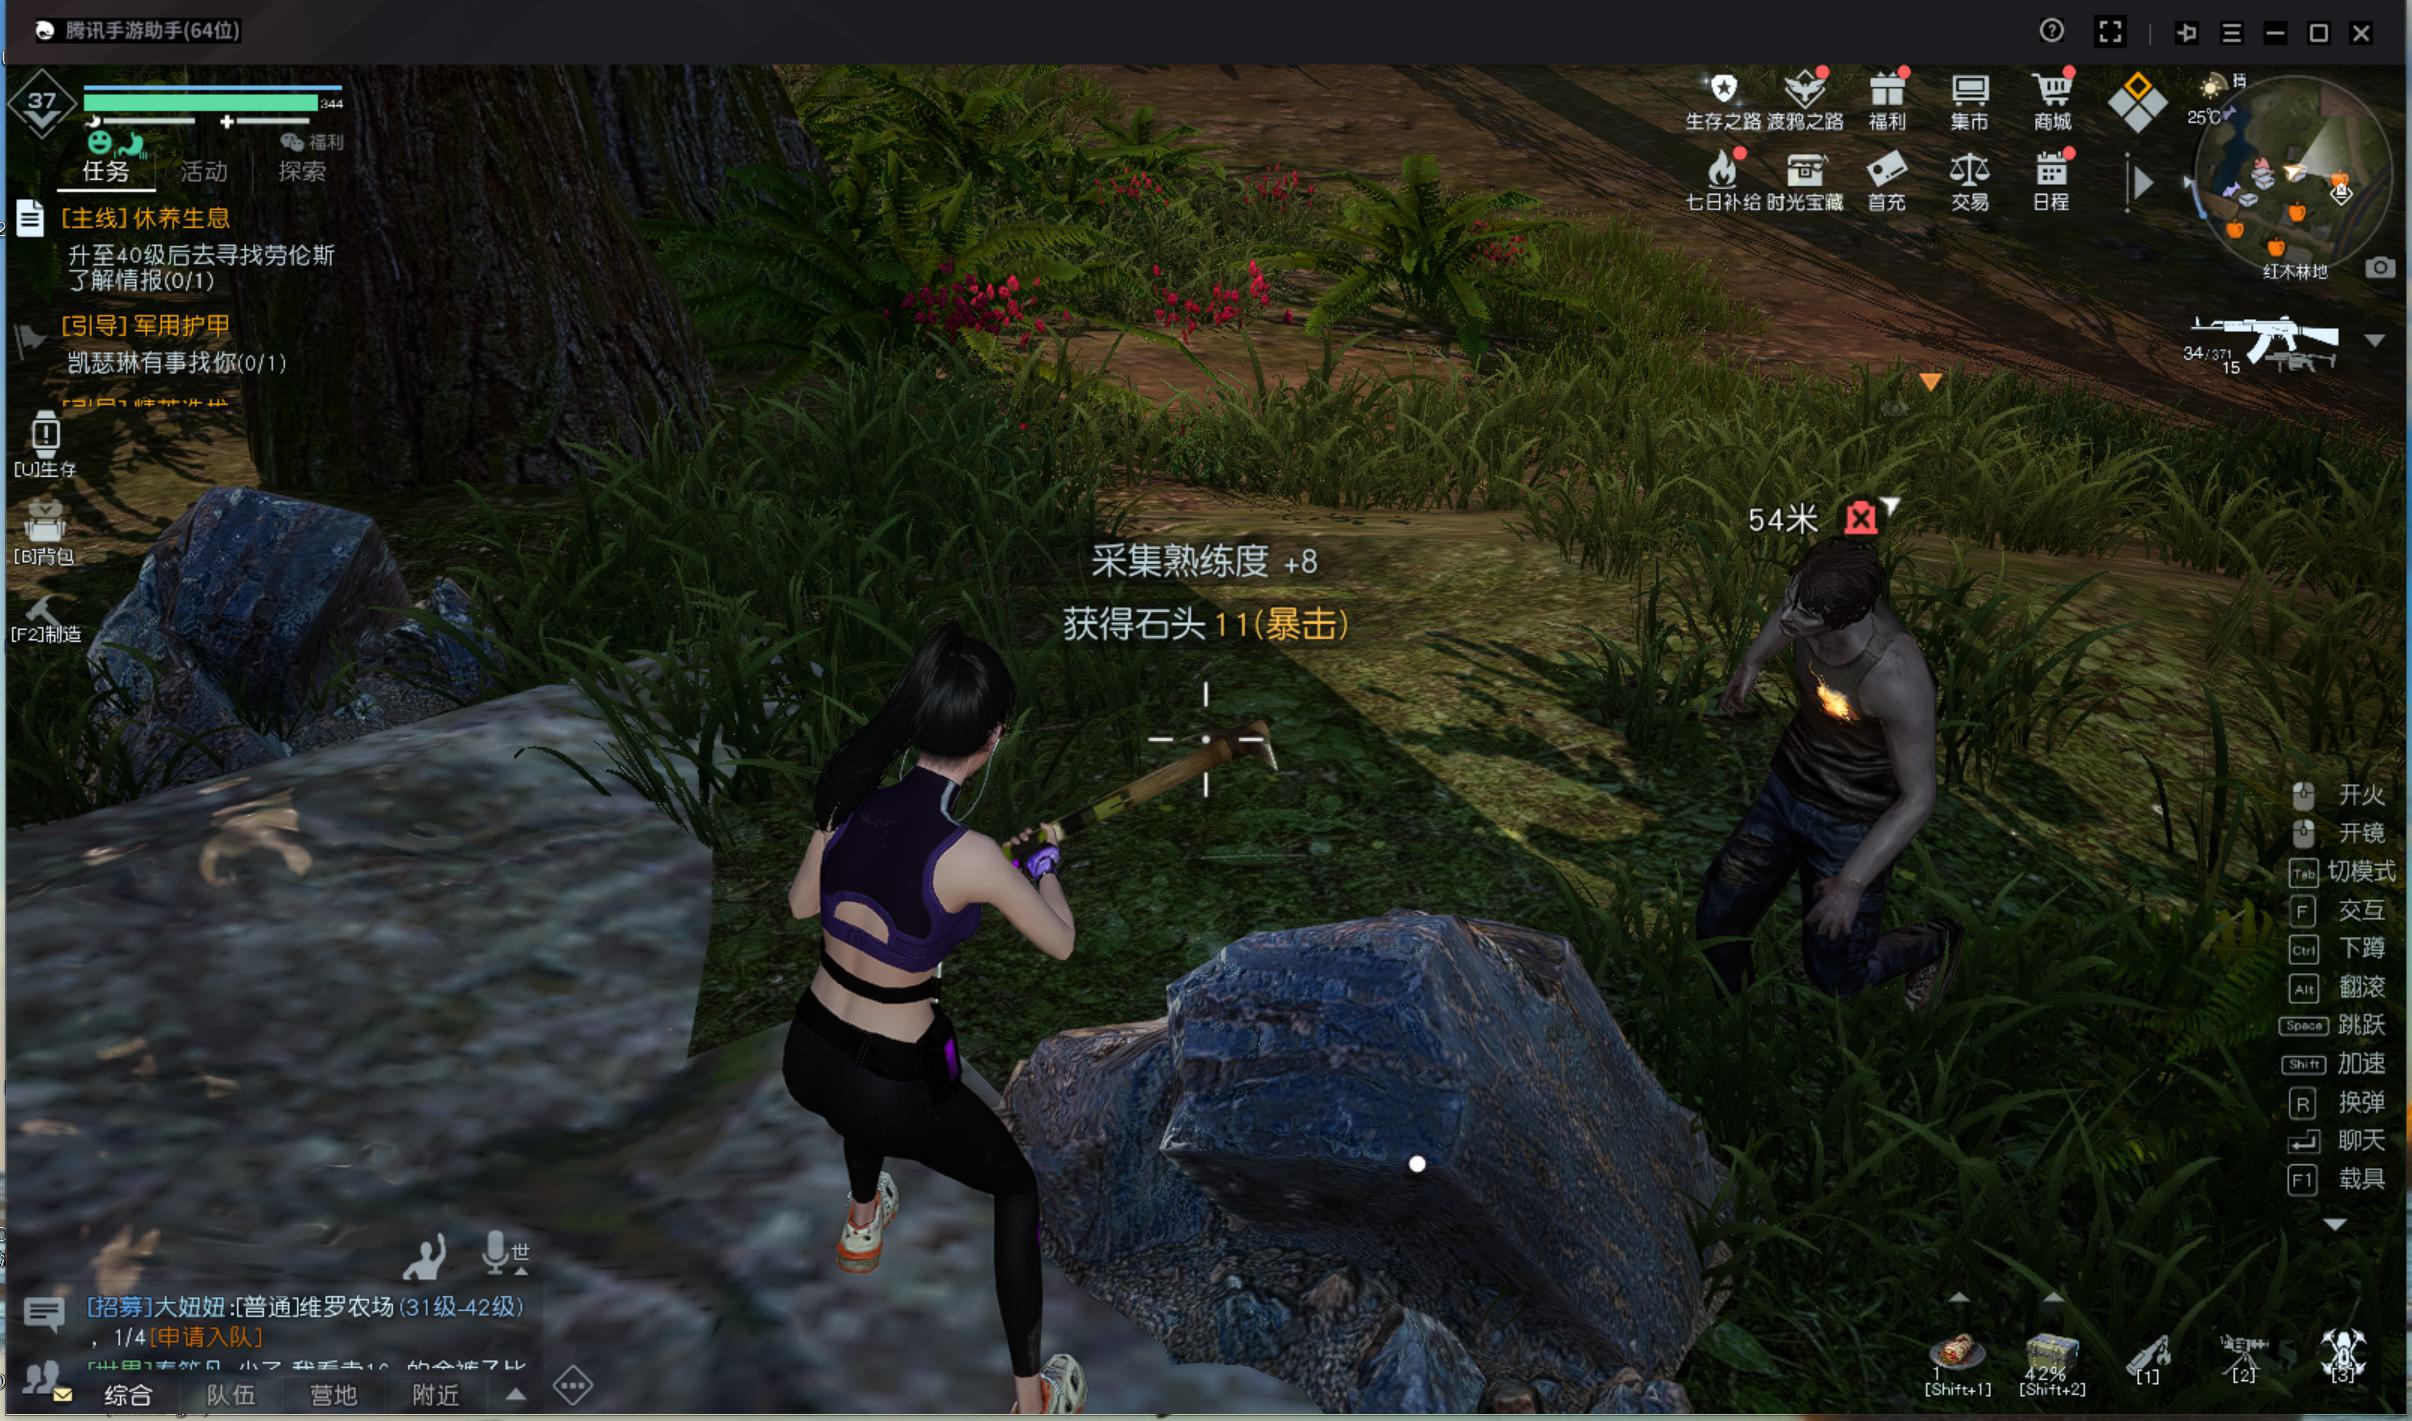 腾讯手游助手(64位)
37
344
福利
任务 活动 探索
[主线] 休养生息
升至40级后去寻找劳伦斯
了解情报(0/1)
[引导] 军用护甲
凯瑟琳有事找你(0/1)
[U]生存
[B]背包
[F2]制造
生存之路 渡鸦之路 福利 集市 商城
七日补给 时光宝藏 首充 交易 日程
晴
25℃
红木林地
34/371
15
54米
采集熟练度 +8
获得石头 11(暴击)
开火
开镜
Tab 切模式
F 交互
Ctrl 下蹲
Alt 翻滚
Space 跳跃
Shift 加速
R 换弹
聊天
F1 载具
世
[招募]大妞妞:[普通]维罗农场(31级-42级)
，1/4[申请入队]
综合 队伍 营地 附近
1 42%
[Shift+1] [Shift+2] [1] [2] [3]